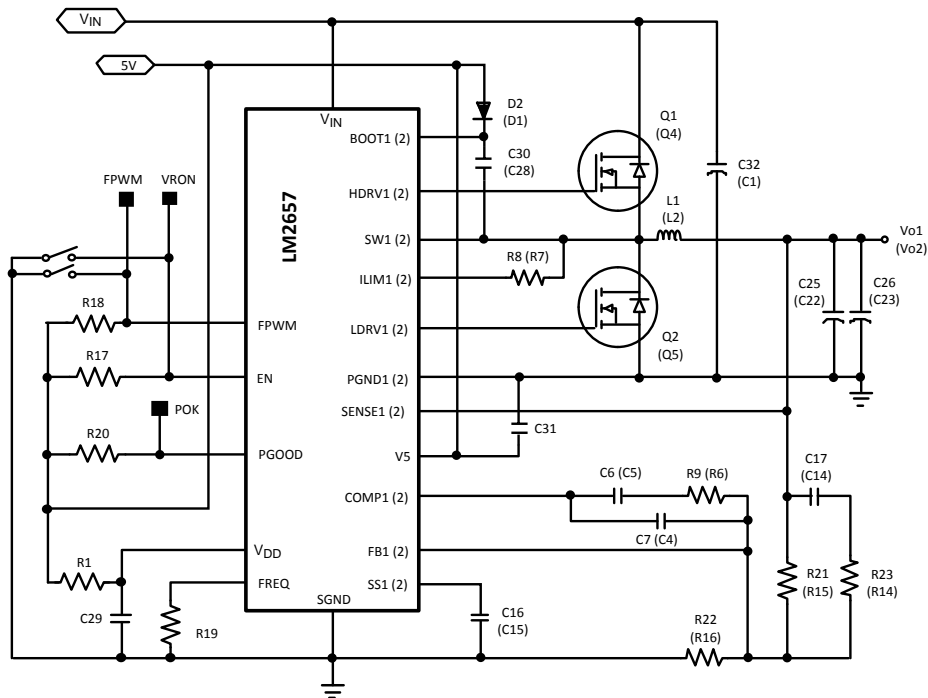 VIN
5V
VIN
D2
(D1)
Q1
(Q4)
BOOT1 (2)
C30
(C28)
C32
(C1)
FPWM
VRON
HDRV1 (2)
LM2657
L1
(L2)
SW1 (2)
Vo1
(Vo2)
R8 (R7)
ILIM1 (2)
C25
(C22)
C26
(C23)
R18
FPWM
LDRV1 (2)
Q2
(Q5)
R17
EN
PGND1 (2)
POK
SENSE1 (2)
C31
R20
PGOOD
V5
C17
(C14)
C6 (C5)
R9 (R6)
COMP1 (2)
C7 (C4)
R1
VDD
FB1 (2)
FREQ
SS1 (2)
R21
(R15)
R23
(R14)
SGND
C29
R19
C16
(C15)
R22
(R16)